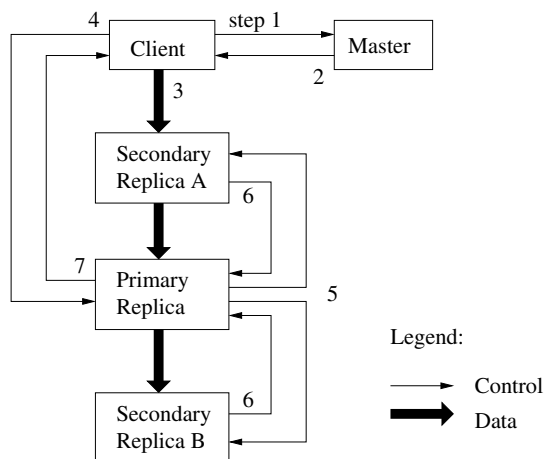 4
step 1
Client
Master
2
3
Secondary
Replica A
6
7
Primary
Replica
5
Legend:
6
Control
Secondary
Replica B
Data